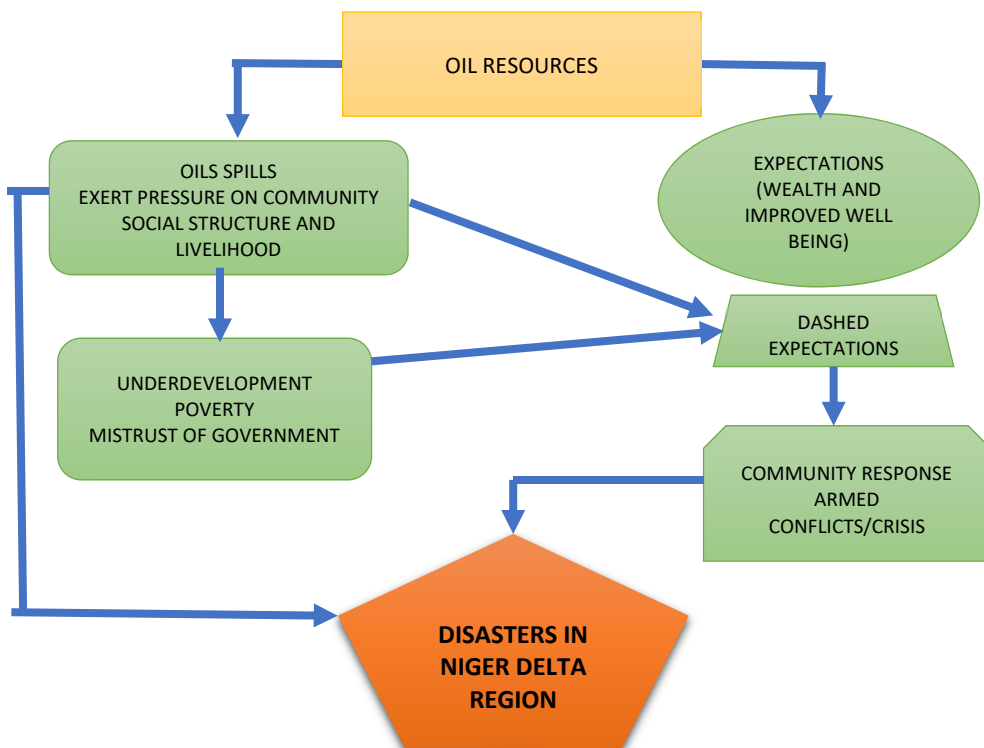 OIL RESOURCES
OILS SPILLS
EXERT PRESSURE ON COMMUNITY
SOCIAL STRUCTURE AND
LIVELIHOOD
EXPECTATIONS
(WEALTH AND
IMPROVED WELL
BEING)
DASHED
EXPECTATIONS
UNDERDEVELOPMENT
POVERTY
MISTRUST OF GOVERNMENT
COMMUNITY RESPONSE
ARMED
CONFLICTS/CRISIS
DISASTERS IN
NIGER DELTA
REGION